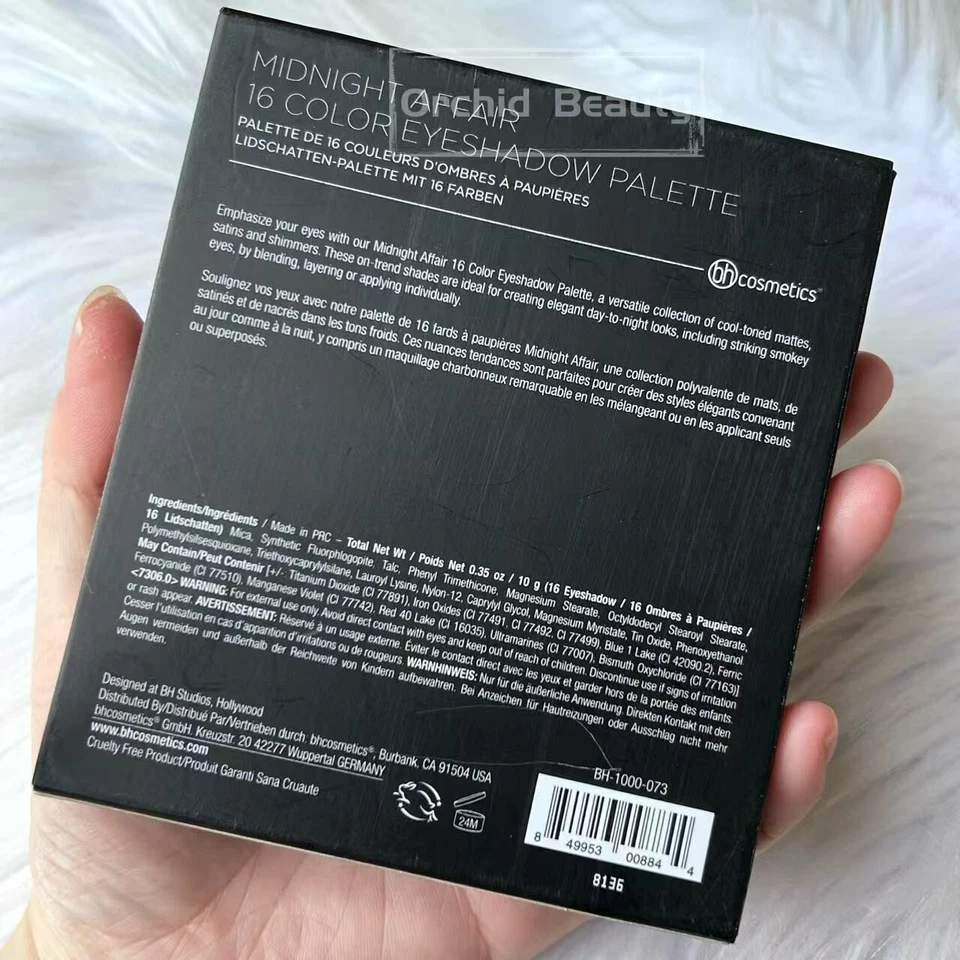 Orchid Beauty
MIDNIGHT AFFAIR
16 COLOR EYESHADOW PALETTE
PALETTE DE 16 COULEURS D'OMBRES À PAUPIÈRES
LIDSCHATTEN-PALETTE MIT 16 FARBEN
bhcosmetics®
Emphasize your eyes with our Midnight Affair 16 Color Eyeshadow Palette, a versatile collection of cool-toned mattes,
satins and shimmers. These on-trend shades are ideal for creating elegant day-to-night looks, including striking smokey
eyes, by blending, layering or applying individually.
Soulignez vos yeux avec notre palette de 16 fards à paupières Midnight Affair, une collection polyvalente de mats, de
satinés et de nacrés dans les tons froids. Ces nuances tendances sont parfaites pour créer des styles élégants convenant
au jour comme à la nuit, y compris un maquillage charbonneux remarquable en les mélangeant ou en les applicant seuls
ou superposés.
Ingredients/Ingrédients / Made in PRC – Total Net Wt / Poids Net 0.35 oz / 10 g (16 Eyeshadow / 16 Ombres à Paupières /
16 Lidschatten) Mica, Synthetic Fluorphlogopite, Talc, Phenyl Trimethicone, Magnesium Stearate, Octyldodecyl Stearoyl Stearate,
Polymethylsilsesquioxane, Triethoxycaprylylsilane, Lauroyl Lysine, Nylon-12, Caprylyl Glycol, Magnesium Myristate, Tin Oxide, Phenoxyethanol
May Contain/Peut Contenir [+/- Titanium Dioxide (CI 77891), Iron Oxides (CI 77491, CI 77492, CI 77499), Blue 1 Lake (CI 42090:2), Ferric
Ferrocyanide (CI 77510), Manganese Violet (CI 77742), Red 40 Lake (CI 16035), Ultramarines (CI 77007), Bismuth Oxychloride (CI 77163)]
<7306.0> WARNING: For external use only. Avoid direct contact with eyes and keep out of reach of children. Discontinue use if signs of irritation
or rash appear. AVERTISSEMENT: Réservé à un usage externe. Éviter le contact direct avec les yeux et garder hors de la portée des enfants.
Cesser l'utilisation en cas d'apparition d'irritations ou de rougeurs. WARNHINWEIS: Nur für die äußerliche Anwendung. Direkten Kontakt mit den
Augen vermeiden und außerhalb der Reichweite von Kindern aufbewahren. Bei Anzeichen für Hautreizungen oder Ausschlag nicht mehr
verwenden.
Designed at BH Studios, Hollywood
Distributed By/Distribué Par/Vertrieben durch. bhcosmetics®, Burbank, CA 91504 USA
bhcosmetics® GmbH. Kreuzstr. 20 42277 Wuppertal GERMANY
www.bhcosmetics.com
Cruelty Free Product/Produit Garanti Sana Cruaute
24M
BH-1000-073
8 49953 00884 4
8136